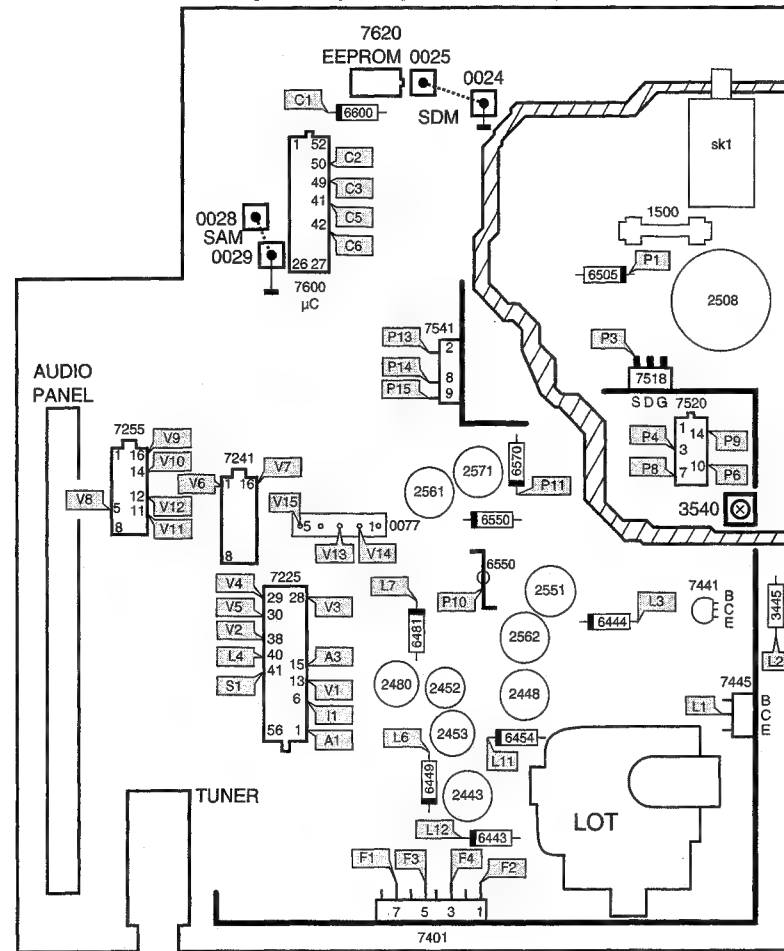 7620
EEPROM 0025
0024
C1
6600
SDM
sk1
1 52
50
C2
49
C3
41
C5
42
C6
0028
SAM
0029
26 27
7600
µC
1500
6505
P1
2508
P13
7541
2
P14
8
P15
9
P3
7518
S D G
7520
AUDIO
PANEL
7255
1 16
V9
14
V10
V8
5
12
V12
11
V11
8
7241
V6
1 16
V7
8
V15
5
1
0077
V13
V14
2561
2571
6570
P11
6550
P4
1
14
P9
3
P8
7
10
P6
3540
7225
V4
29 28
V3
V5
30
V2
38
L4
40
15
A3
S1
41
13
V1
6
I1
56 1
A1
L7
6481
6550
P10
2551
2562
6444
L3
7441
B
C
E
3445
L2
2480
2452
2448
2453
L6
6449
6454
L11
2443
L12
6443
7445
L1
B
C
E
LOT
TUNER
F1
F3
F4
F2
7 5 3 1
7401